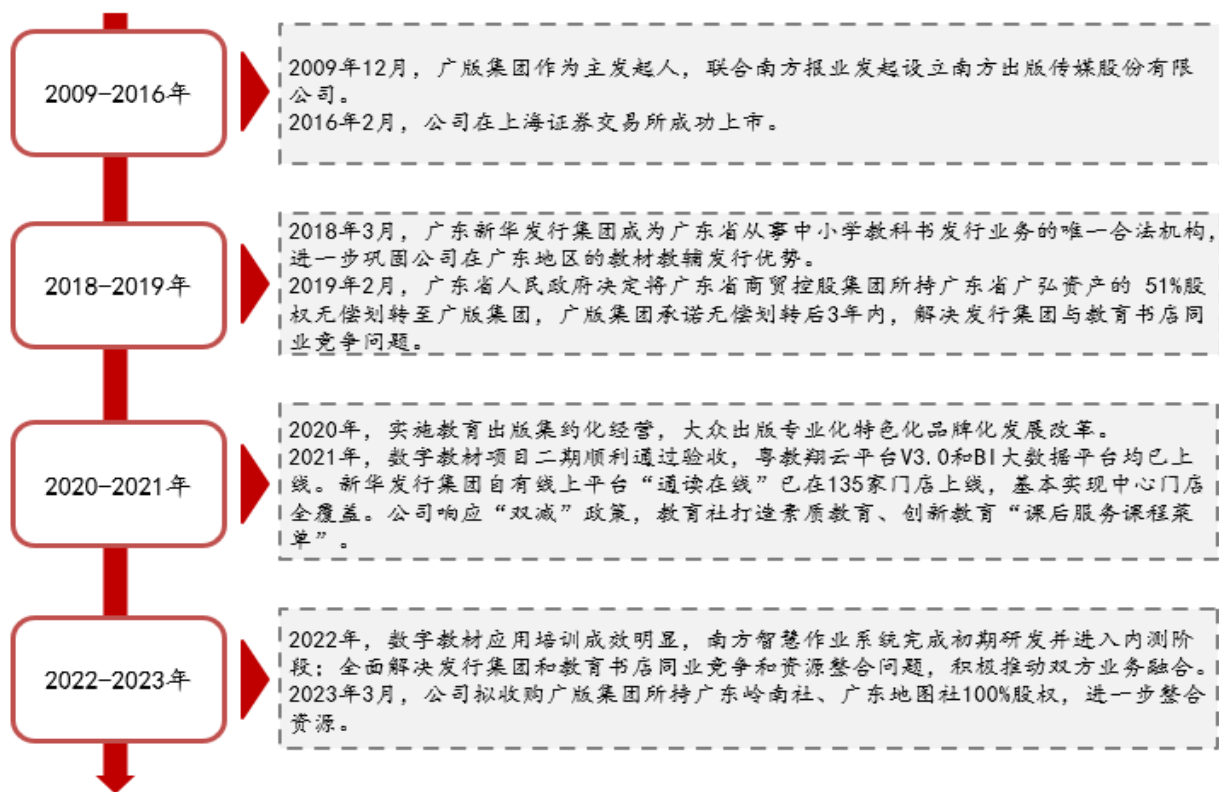 2009-2016年
2009年12月，广版集团作为主发起人，联合南方报业发起设立南方出版传媒股份有限
公司。
2016年2月，公司在上海证券交易所成功上市。
2018-2019年
2018年3月，广东新华发行集团成为广东省从事中小学教科书发行业务的唯一合法机构，
进一步巩固公司在广东地区的教材教辅发行优势。
2019年2月，广东省人民政府决定将广东省商贸控股集团所持广东省广弘资产的 51%股
权无偿划转至广版集团，广版集团承诺无偿划转后3年内，解决发行集团与教育书店同
业竞争问题。
2020-2021年
2020年，实施教育出版集约化经营，大众出版专业化特色化品牌化发展改革。
2021年，数字教材项目二期顺利通过验收，粤教翔云平台V3.0和BI大数据平台均已上
线。新华发行集团自有线上平台“通读在线”已在135家门店上线，基本实现中心门店
全覆盖。公司响应“双减”政策，教育社打造素质教育、创新教育“课后服务课程菜
单”。
2022-2023年
2022年，数字教材应用培训成效明显，南方智慧作业系统完成初期研发并进入内测阶
段；全面解决发行集团和教育书店同业竞争和资源整合问题，积极推动双方业务融合。
2023年3月，公司拟收购广版集团所持广东岭南社、广东地图社100%股权，进一步整合
资源。